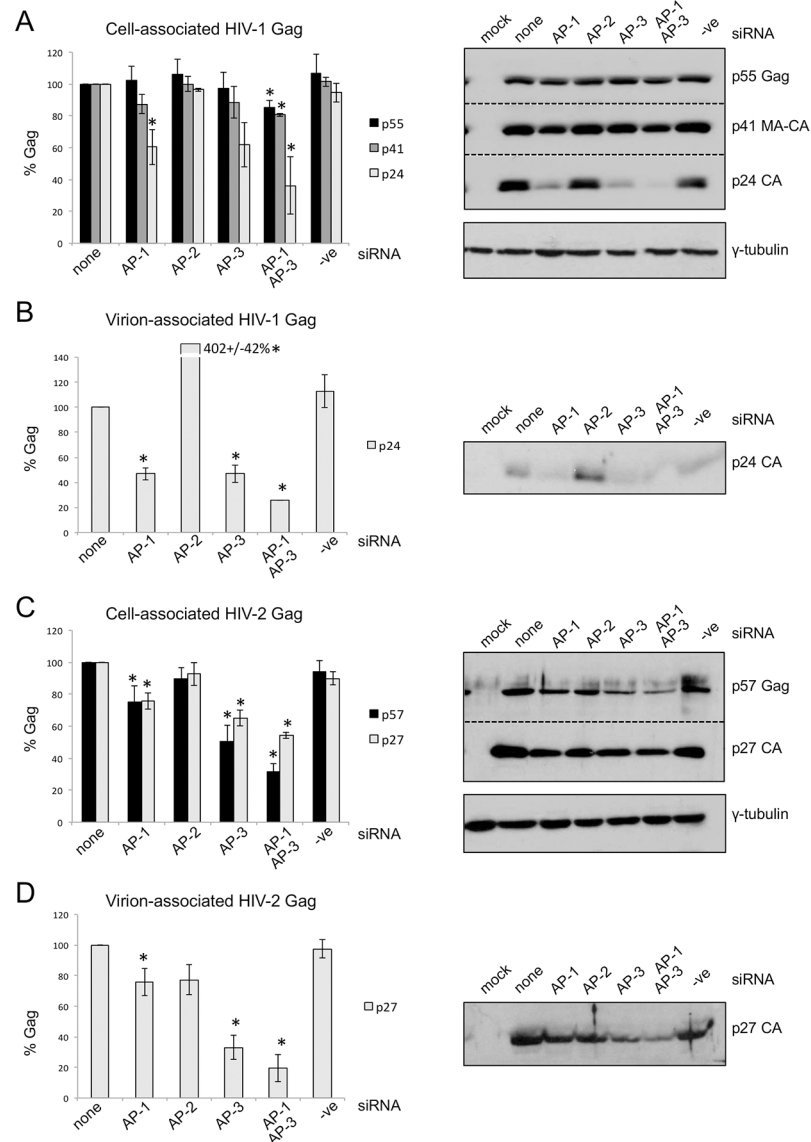 A
Cell-associated HIV-1 Gag
% Gag
120
100
80
60
40
20
0
* * * *
p55
p41
p24
none AP-1 AP-2 AP-3 AP-1 AP-3 -ve siRNA
mock none AP-1 AP-2 AP-3 AP-1 AP-3 -ve siRNA
p55 Gag
p41 MA-CA
p24 CA
γ-tubulin
B
Virion-associated HIV-1 Gag
% Gag
140
120
100
80
60
40
20
0
402+/-42%*
* * *
p24
none AP-1 AP-2 AP-3 AP-1 AP-3 -ve siRNA
mock none AP-1 AP-2 AP-3 AP-1 AP-3 -ve siRNA
p24 CA
C
Cell-associated HIV-2 Gag
% Gag
120
100
80
60
40
20
0
* * * * * *
p57
p27
none AP-1 AP-2 AP-3 AP-1 AP-3 -ve siRNA
mock none AP-1 AP-2 AP-3 AP-1 AP-3 -ve siRNA
p57 Gag
p27 CA
γ-tubulin
D
Virion-associated HIV-2 Gag
% Gag
120
100
80
60
40
20
0
* * *
p27
none AP-1 AP-2 AP-3 AP-1 AP-3 -ve siRNA
mock none AP-1 AP-2 AP-3 AP-1 AP-3 -ve siRNA
p27 CA